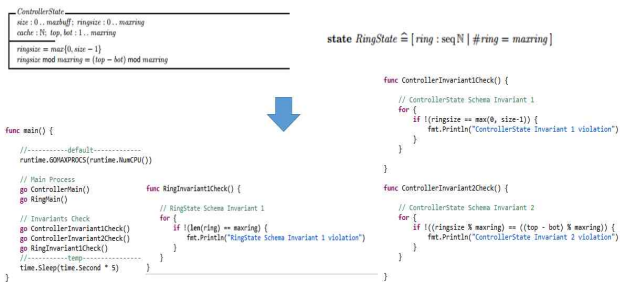 ControllerState
size : 0 .. maxbuff; ringsize : 0 .. maxring
cache : ℕ; top, bot : 1 .. maxring
ringsize = max{0, size − 1}
ringsize mod maxring = (top − bot) mod maxring
state RingState ≙ [ ring : seq ℕ | #ring = maxring ]
func main() {
//-----------default-------------
runtime.GOMAXPROCS(runtime.NumCPU())
// Main Process
go ControllerMain()
go RingMain()
// Invariants Check
go ControllerInvariant1Check()
go ControllerInvariant2Check()
go RingInvariant1Check()
//-----------temp----------------
time.Sleep(time.Second * 5)
}
func RingInvariant1Check() {
// RingState Schema Invariant 1
for {
if !(len(ring) == maxring) {
fmt.Println("RingState Schema Invariant 1 violation")
}
}
}
func ControllerInvariant1Check() {
// ControllerState Schema Invariant 1
for {
if !(ringsize == max(0, size-1)) {
fmt.Println("ControllerState Invariant 1 violation")
}
}
}
func ControllerInvariant2Check() {
// ControllerState Schema Invariant 2
for {
if !((ringsize % maxring) == ((top - bot) % maxring)) {
fmt.Println("ControllerState Invariant 2 violation")
}
}
}